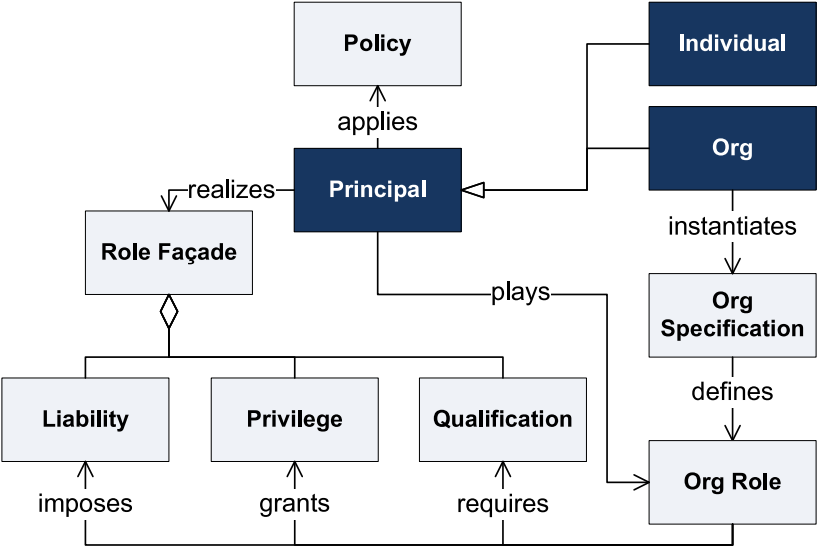 Policy
Individual
applies
Org
Principal
realizes
instantiates
Role Façade
plays
Org
Specification
defines
Liability
Privilege
Qualification
Org Role
imposes
grants
requires